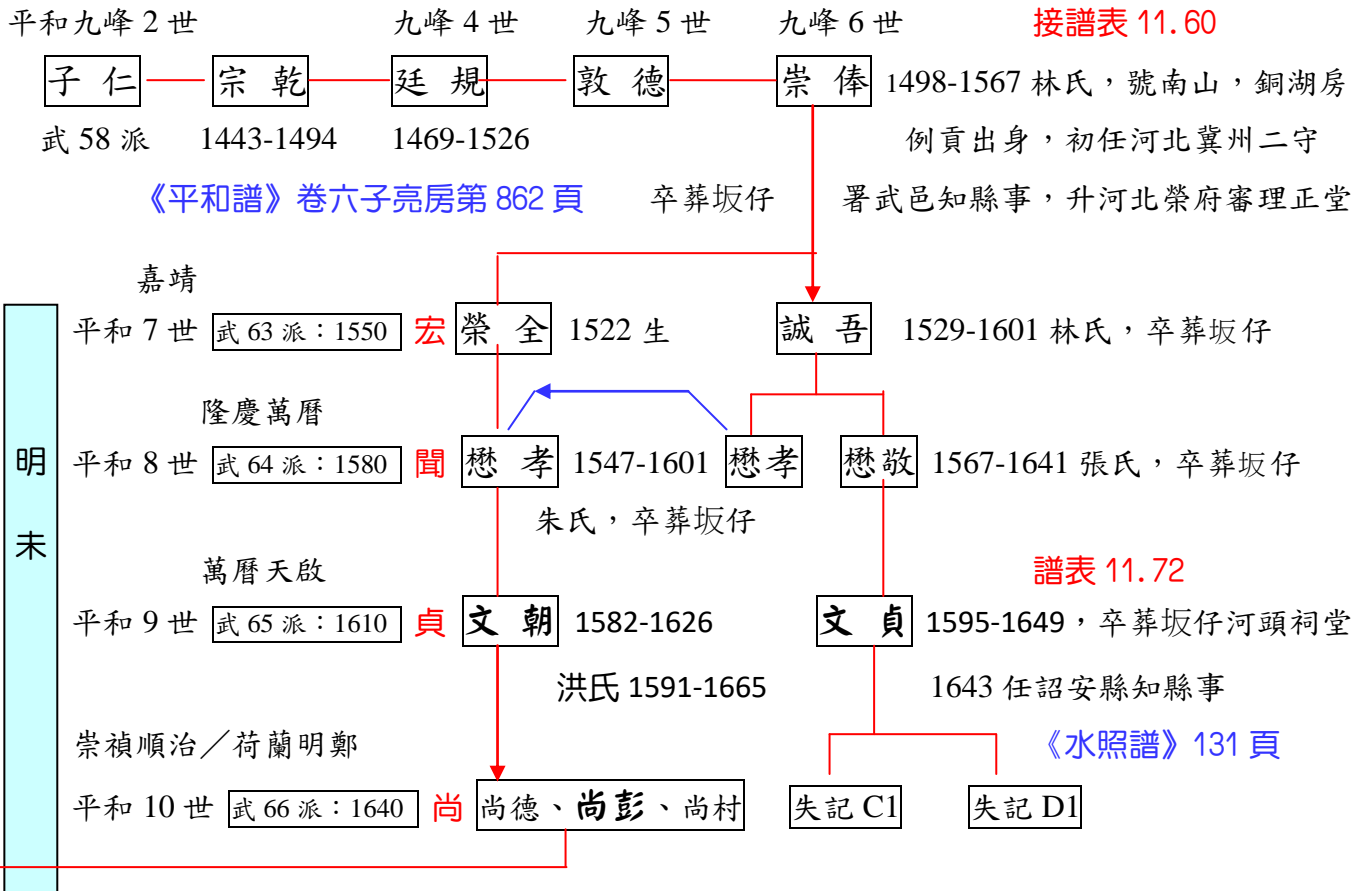 平和九峰 2 世　九峰 4 世　九峰 5 世　九峰 6 世　接譜表 11.60
子 仁　宗 乾　廷 規　敦 德　崇 俸　1498-1567 林氏，號南山，銅湖房
武 58 派　1443-1494　1469-1526　例貢出身，初任河北冀州二守
《平和譜》卷六子亮房第 862 頁　卒葬坂仔　署武邑知縣事，升河北榮府審理正堂
嘉靖
平和 7 世　武 63 派：1550　宏　榮 全　1522 生　誠 吾　1529-1601 林氏，卒葬坂仔
隆慶萬曆
明末
平和 8 世　武 64 派：1580　聞　懋 孝　1547-1601　懋孝　懋敬　1567-1641 張氏，卒葬坂仔
朱氏，卒葬坂仔
萬曆天啟　譜表 11.72
平和 9 世　武 65 派：1610　貞　文 朝　1582-1626　文 貞　1595-1649，卒葬坂仔河頭祠堂
洪氏 1591-1665　1643 任詔安縣知縣事
崇禎順治／荷蘭明鄭　《水照譜》131 頁
平和 10 世　武 66 派：1640　尚　尚德、尚彭、尚村　失記 C1　失記 D1